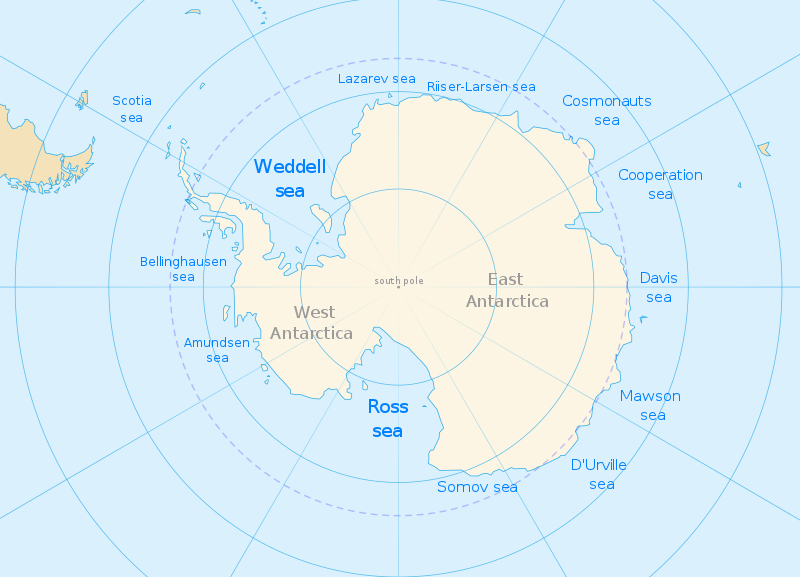 Lazarev sea
Riiser-Larsen sea
Scotia
sea
Cosmonauts
sea
Weddell
sea
Cooperation
sea
Bellinghausen
sea
south pole
East
Antarctica
Davis
sea
West
Antarctica
Amundsen
sea
Ross
sea
Mawson
sea
D'Urville
sea
Somov sea